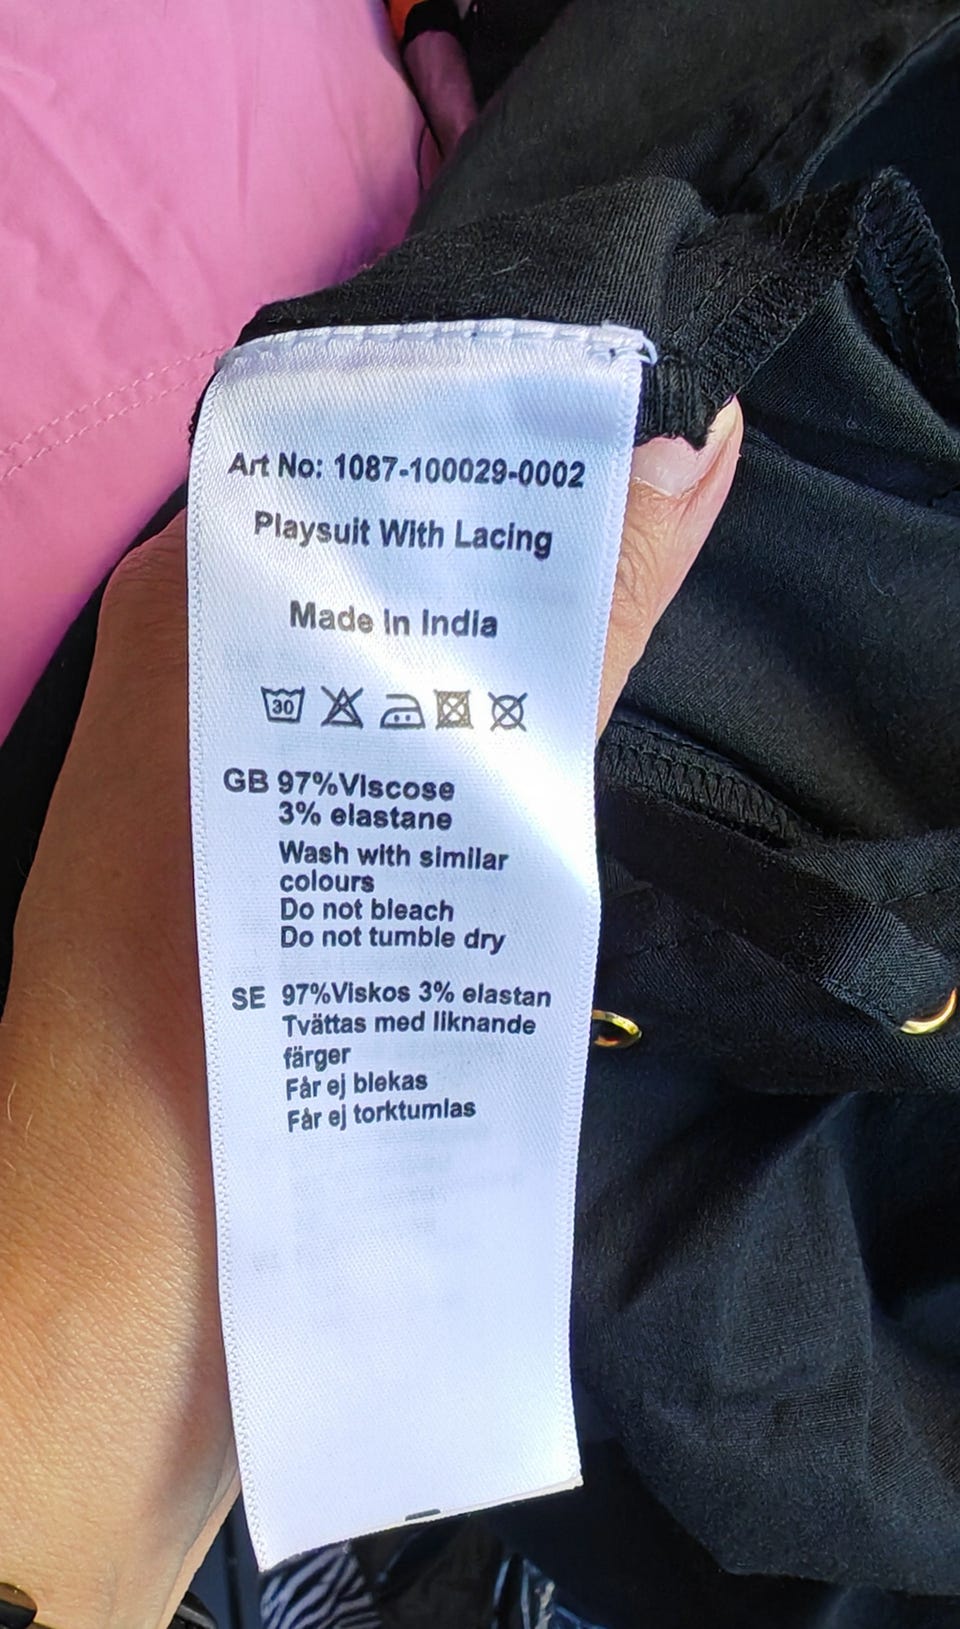 Art No: 1087-100029-0002
Playsuit With Lacing
Made In India
30
GB 97%Viscose
3% elastane
Wash with similar
colours
Do not bleach
Do not tumble dry
SE 97%Viskos 3% elastan
Tvättas med liknande
färger
Får ej blekas
Får ej torktumlas